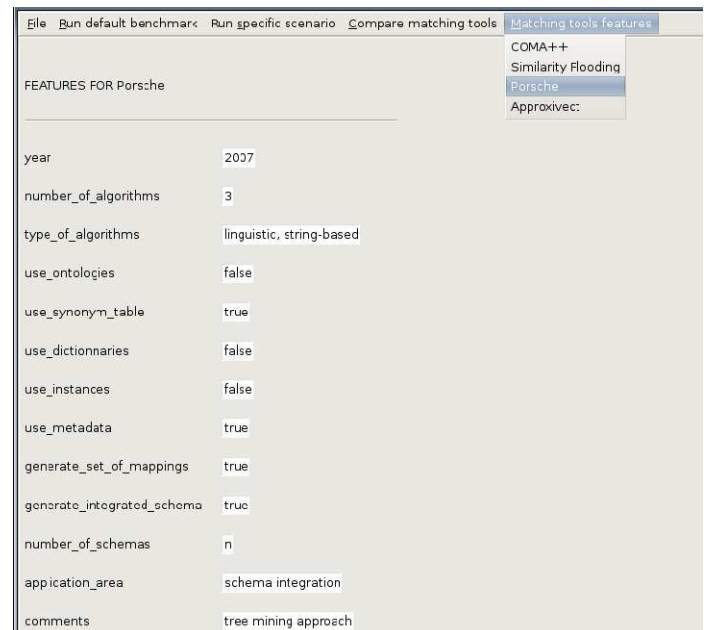 File Run default benchmark Run specific scenario Compare matching tools Matching tools features
COMA++
Similarity Flooding
Porsche
Approxivect
FEATURES FOR Porsche
year 2007
number_of_algorithms 3
type_of_algorithms linguistic, string-based
use_ontologies false
use_synonym_table true
use_dictionnaries false
use_instances false
use_metadata true
generate_set_of_mappings true
generate_integrated_schema true
number_of_schemas n
application_area schema integration
comments tree mining approach